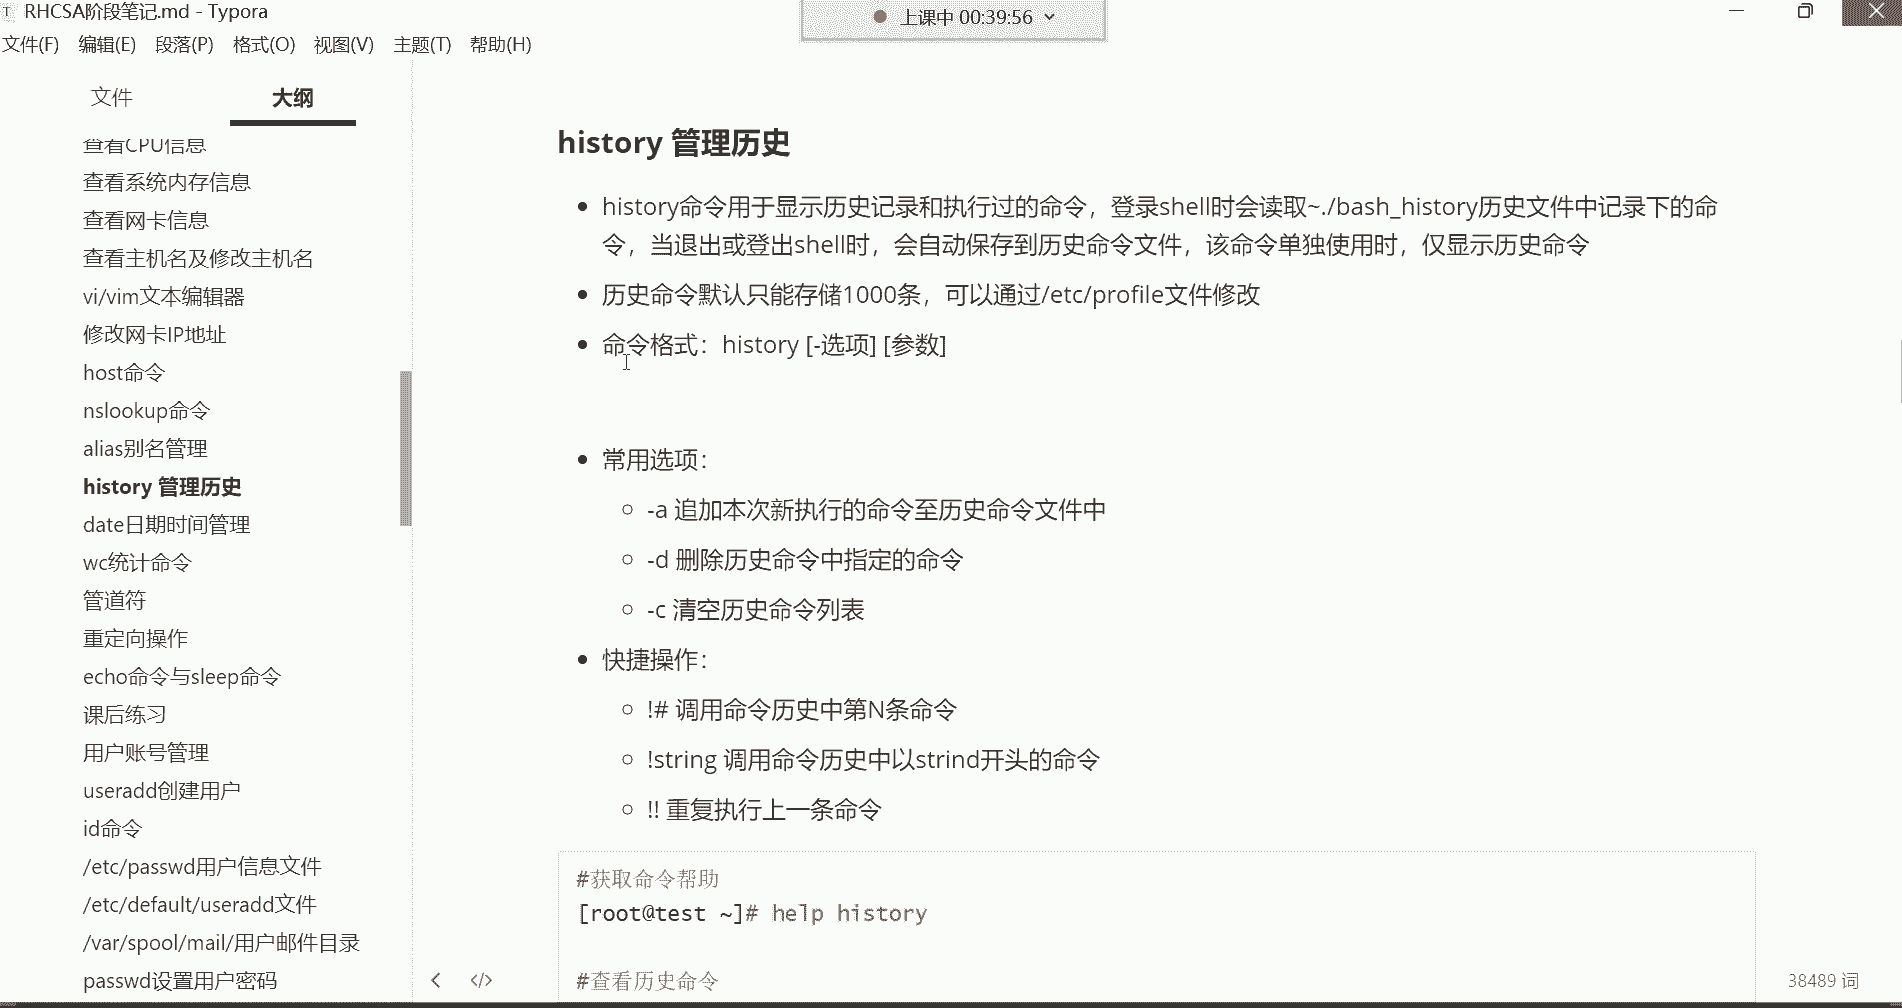 RHCSA阶段笔记.md - Typora
上课中 00:39:56
文件(F) 编辑(E) 段落(P) 格式(O) 视图(V) 主题(T) 帮助(H)
文件 大纲
查看CPU信息
查看系统内存信息
查看网卡信息
查看主机名及修改主机名
vi/vim文本编辑器
修改网卡IP地址
host命令
nslookup命令
alias别名管理
history 管理历史
date日期时间管理
wc统计命令
管道符
重定向操作
echo命令与sleep命令
课后练习
用户账号管理
useradd创建用户
id命令
/etc/passwd用户信息文件
/etc/default/useradd文件
/var/spool/mail/用户邮件目录
passwd设置用户密码
history 管理历史
history命令用于显示历史记录和执行过的命令，登录shell时会读取~./bash_history历史文件中记录下的命
令，当退出或登出shell时，会自动保存到历史命令文件，该命令单独使用时，仅显示历史命令
历史命令默认只能存储1000条，可以通过/etc/profile文件修改
命令格式：history [-选项] [参数]
常用选项：
-a 追加本次新执行的命令至历史命令文件中
-d 删除历史命令中指定的命令
-c 清空历史命令列表
快捷操作：
!# 调用命令历史中第N条命令
!string 调用命令历史中以strind开头的命令
!! 重复执行上一条命令
#获取命令帮助
[root@test ~]# help history
#查看历史命令
38489 词